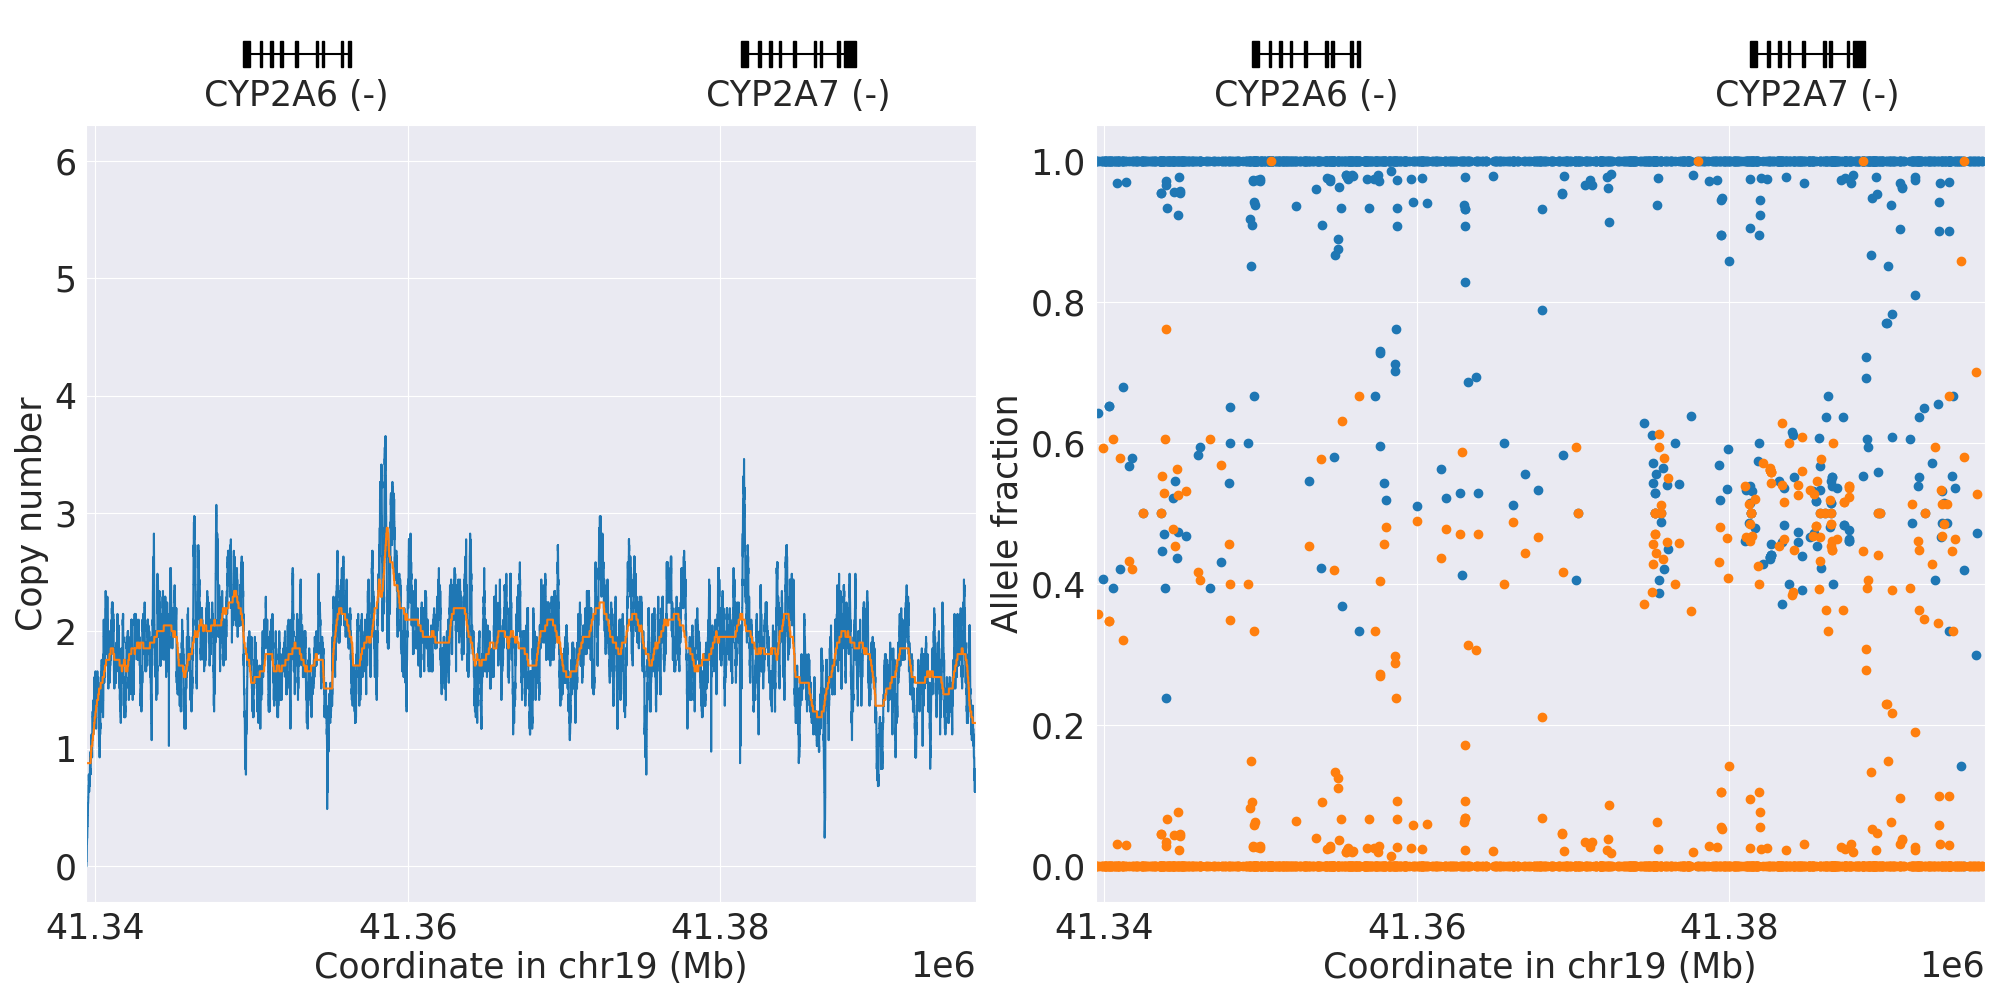 CYP2A6 (-)
CYP2A7 (-)
6
5
4
3
2
1
0
Copy number
41.34
41.36
41.38
Coordinate in chr19 (Mb)
1e6
CYP2A6 (-)
CYP2A7 (-)
1.0
0.8
0.6
0.4
0.2
0.0
Allele fraction
41.34
41.36
41.38
Coordinate in chr19 (Mb)
1e6